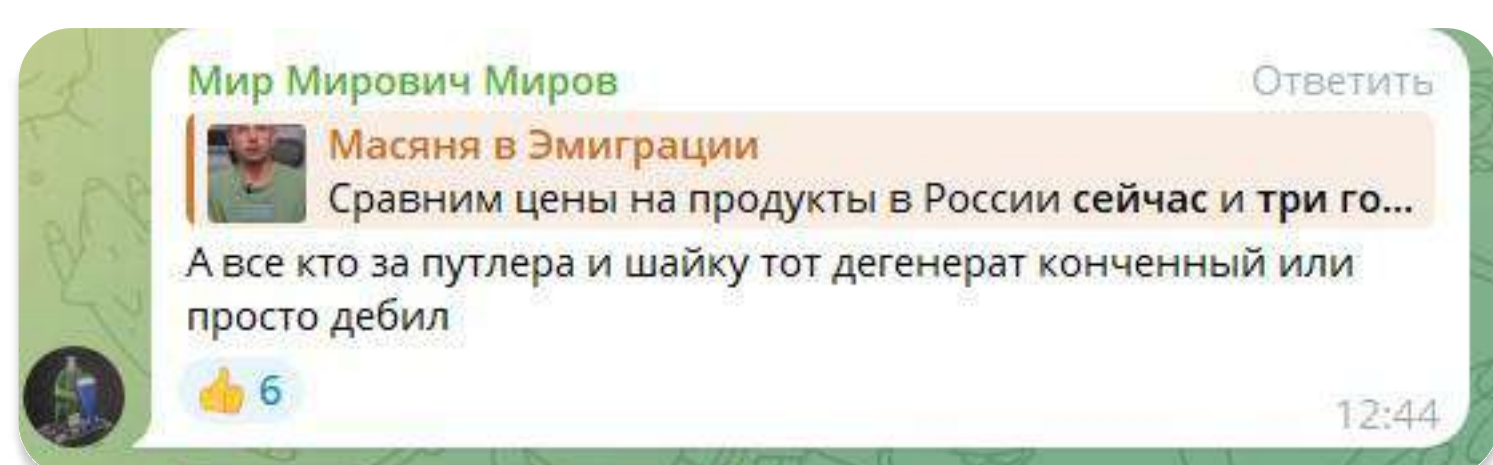 Мир Мирович Миров
Ответить
Масяня в Эмиграции
Сравним цены на продукты в России сейчас и три го...
А все кто за путлера и шайку тот дегенерат конченный или
просто дебил
👍 6
12:44